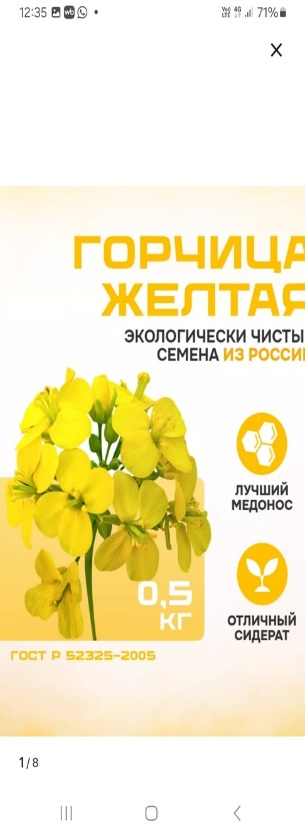 12:35
71%
ГОРЧИЦА
ЖЕЛТАЯ
ЭКОЛОГИЧЕСКИ ЧИСТЫ
СЕМЕНА ИЗ РОССИИ
ЛУЧШИЙ
МЕДОНОС
0,5
КГ
ОТЛИЧНЫЙ
СИДЕРАТ
ГОСТ Р 52325-2005
1/8